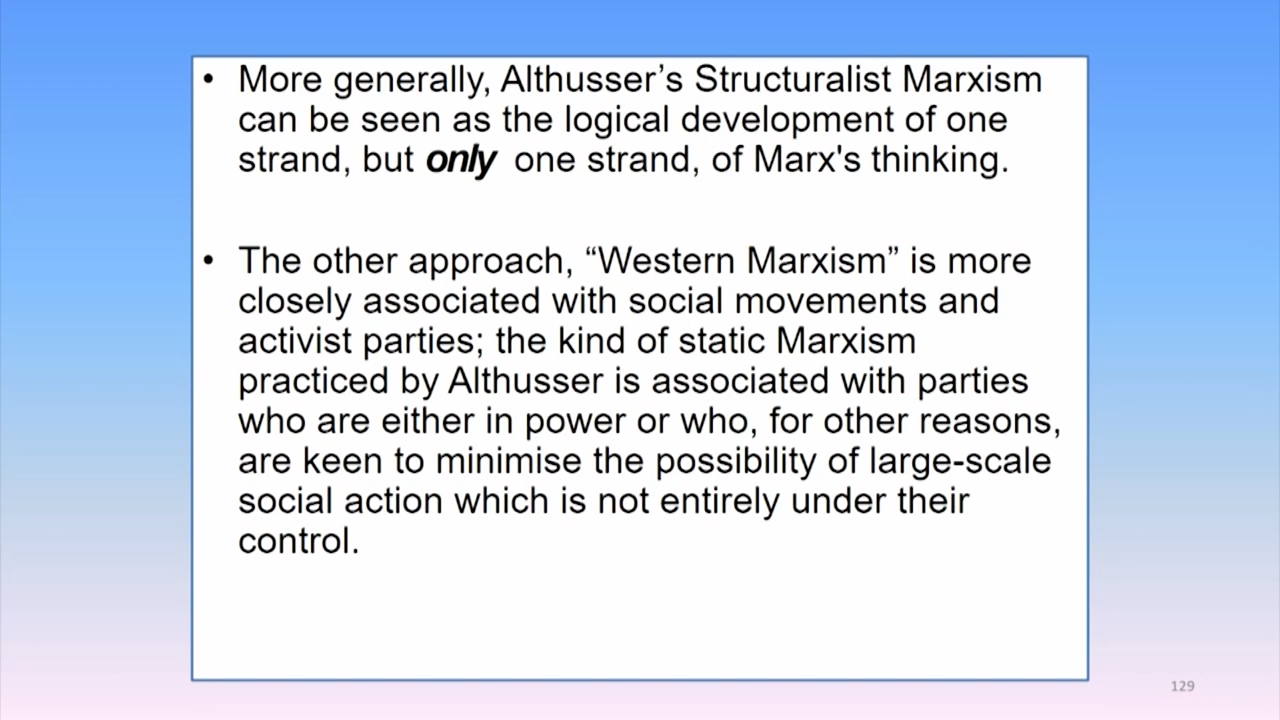 • More generally, Althusser’s Structuralist Marxism
can be seen as the logical development of one
strand, but only one strand, of Marx's thinking.
• The other approach, “Western Marxism” is more
closely associated with social movements and
activist parties; the kind of static Marxism
practiced by Althusser is associated with parties
who are either in power or who, for other reasons,
are keen to minimise the possibility of large-scale
social action which is not entirely under their
control.
129